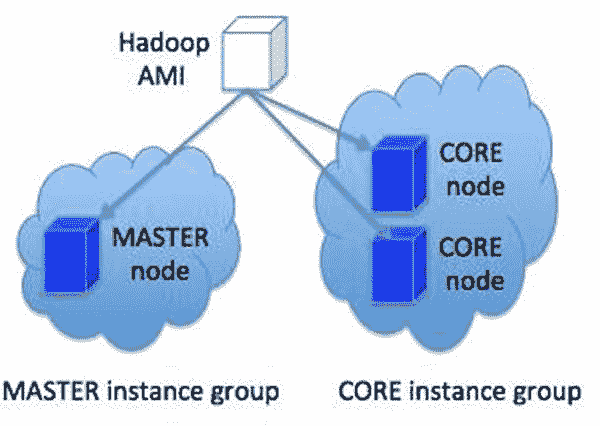 Hadoop
AMI
CORE
node
MASTER
node
CORE
node
MASTER instance group
CORE instance group